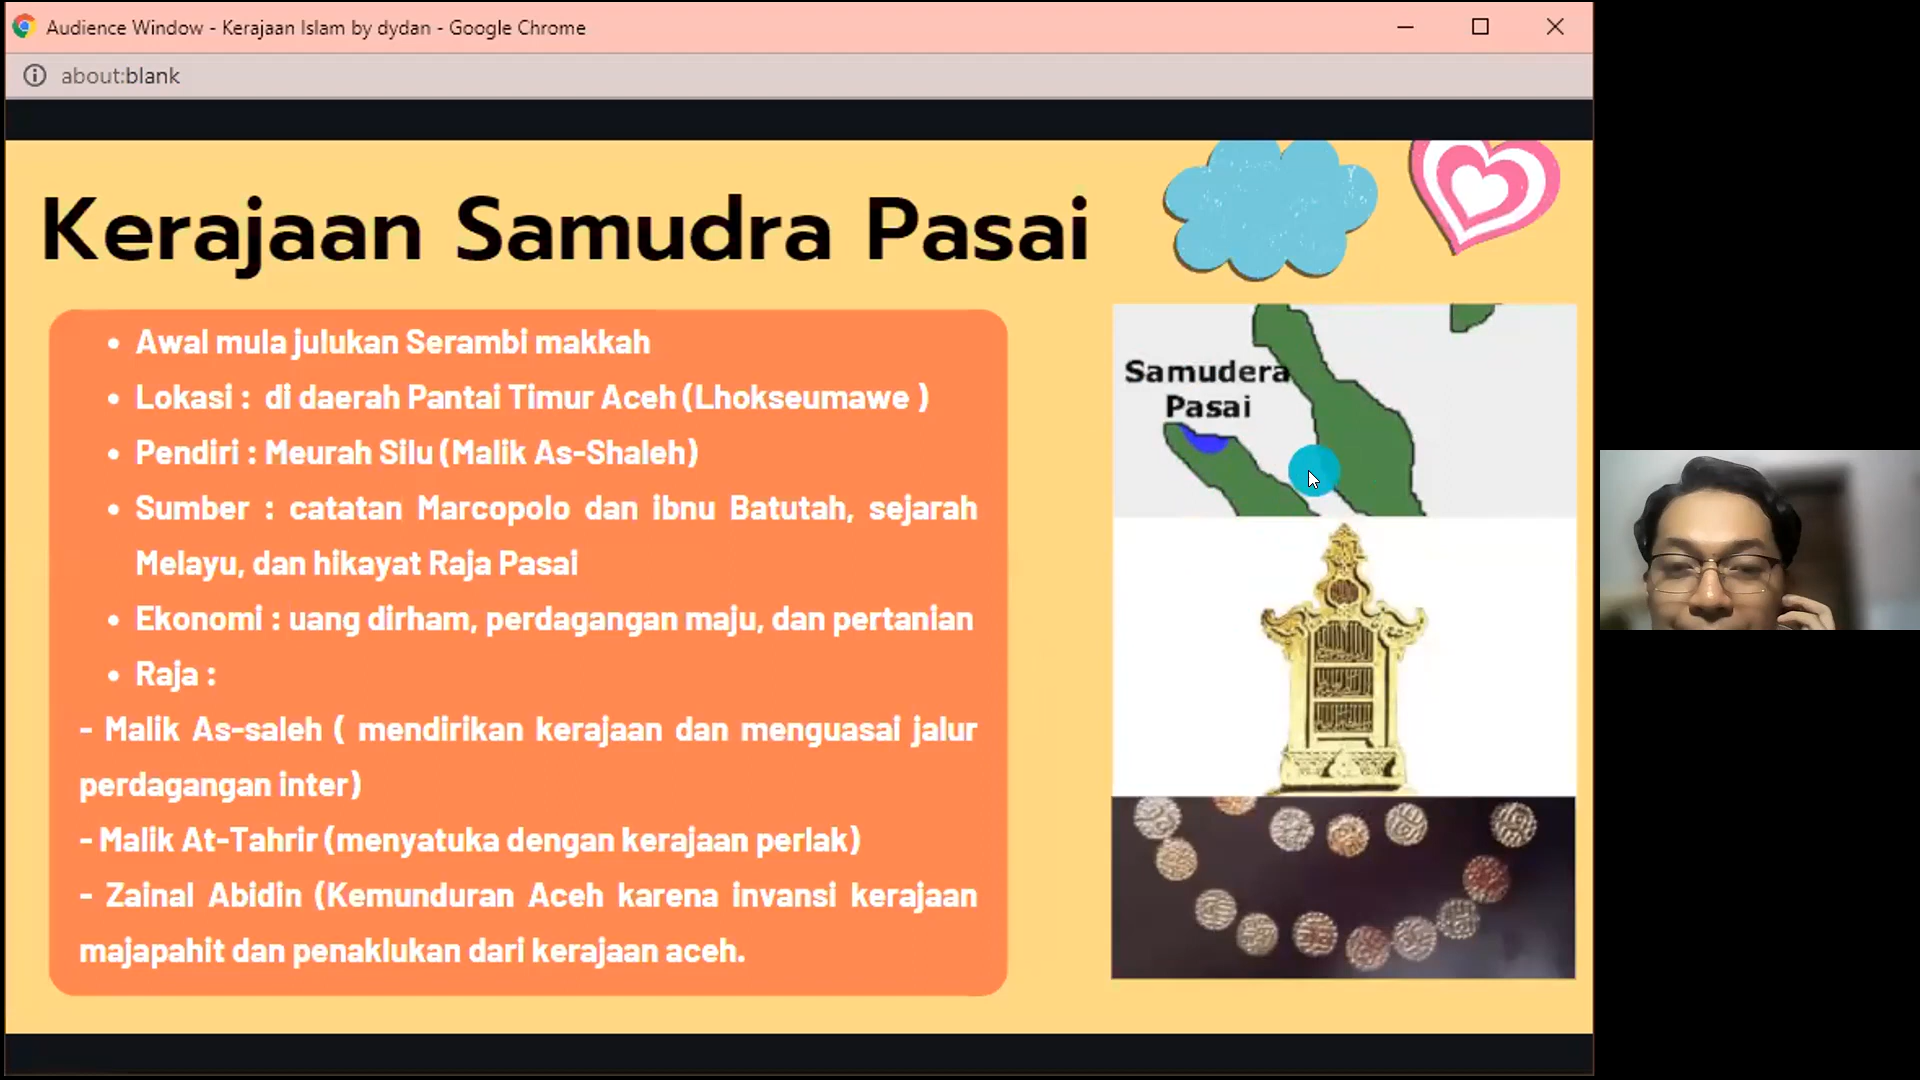 Audience Window - Kerajaan Islam by dydan - Google Chrome
about:blank
Kerajaan Samudra Pasai
• Awal mula julukan Serambi makkah
• Lokasi : di daerah Pantai Timur Aceh (Lhokseumawe )
• Pendiri : Meurah Silu (Malik As-Shaleh)
• Sumber : catatan Marcopolo dan ibnu Batutah, sejarah
Melayu, dan hikayat Raja Pasai
• Ekonomi : uang dirham, perdagangan maju, dan pertanian
• Raja :
- Malik As-saleh ( mendirikan kerajaan dan menguasai jalur
perdagangan inter)
- Malik At-Tahrir (menyatuka dengan kerajaan perlak)
- Zainal Abidin (Kemunduran Aceh karena invansi kerajaan
majapahit dan penaklukan dari kerajaan aceh.
Samudera
Pasai